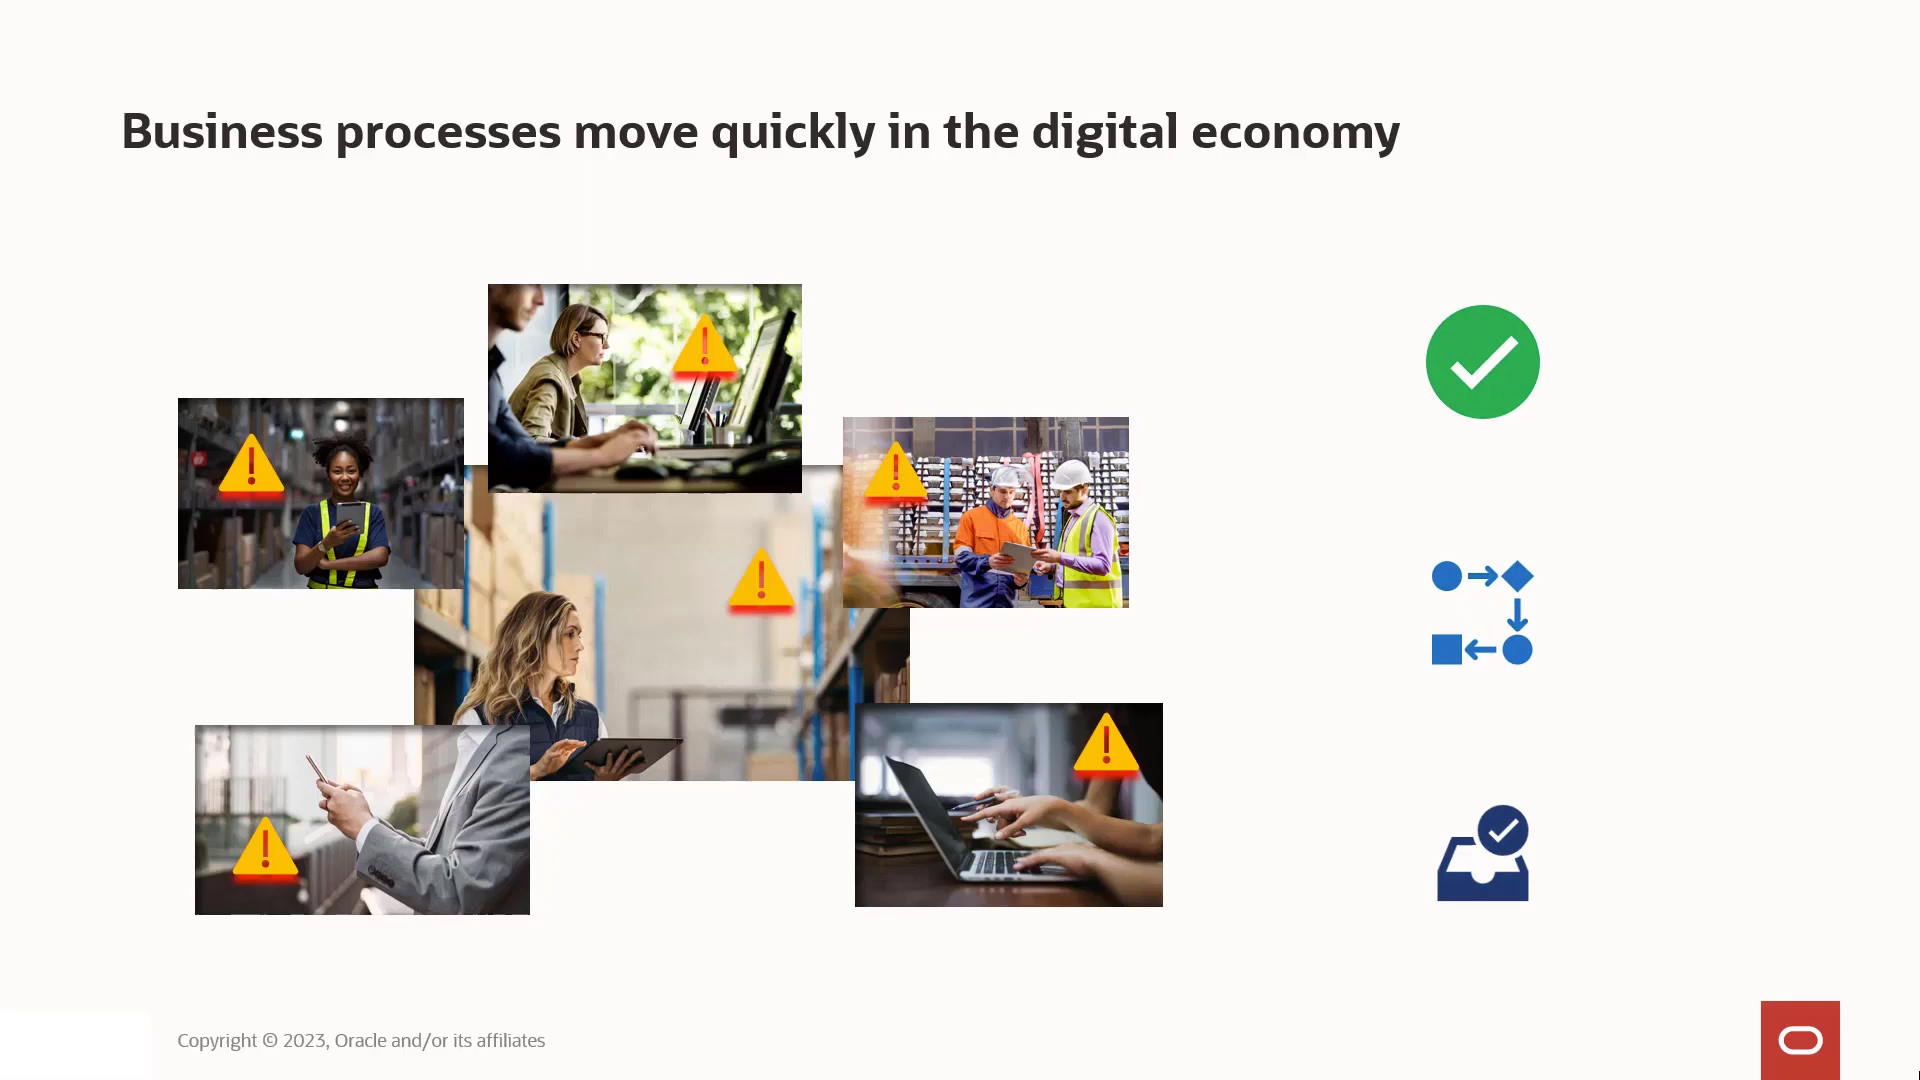 Business processes move quickly in the digital economy
Copyright © 2023, Oracle and/or its affiliates